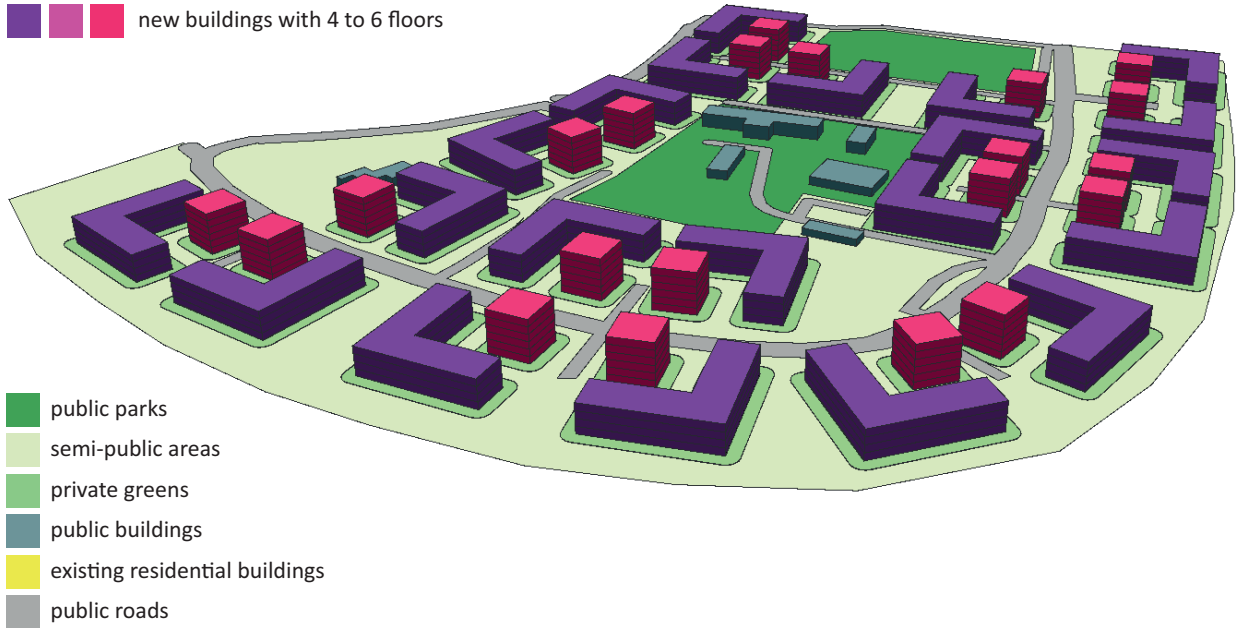 new buildings with 4 to 6 floors
public parks
semi-public areas
private greens
public buildings
existing residential buildings
public roads